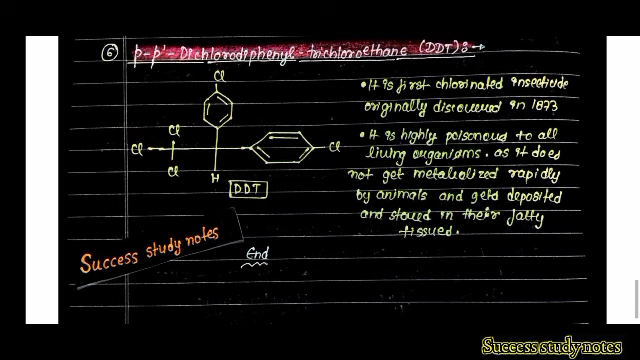 6 p-p'-Dichlorodiphenyl-trichloroethane (DDT):→
Cl
Cl
Cl
Cl
Cl
H
DDT
• It is first chlorinated insecticide
originally discovered in 1873
• It is highly poisonous to all
living organisms. as it does
not get metabolized rapidly
by animals and getd deposited
and stored in their fatty
tissued.
Success study notes
End
Success study notes